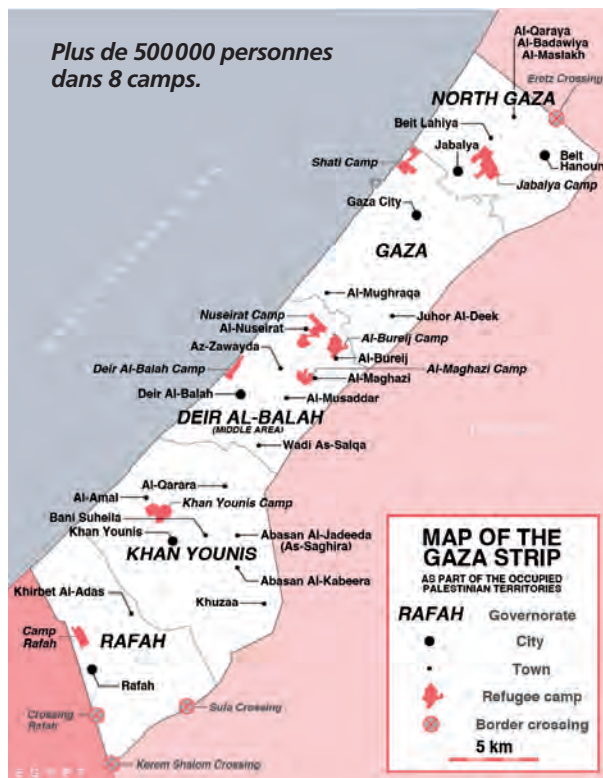 Plus de 500000 personnes
dans 8 camps.
Al-Qaraya
Al-Badawiya
Al-Maslakh
Eretz Crossing
NORTH GAZA
Beit Lahiya
Jabalya
Beit
Hanoun
Shati Camp
Jabalya Camp
Gaza City
GAZA
Al-Mughraqa
Nuseirat Camp
Juhor Al-Deek
Al-Nuseirat
Al-Bureij Camp
Az-Zawayda
Al-Bureij
Deir Al-Balah Camp
Al-Maghazi Camp
Al-Maghazi
Deir Al-Balah
Al-Musaddar
DEIR AL-BALAH
(MIDDLE AREA)
Wadi As-Salqa
Al-Qarara
Al-Amal
Khan Younis Camp
Bani Suheila
Khan Younis
Abasan Al-Jadeeda
(As-Saghira)
KHAN YOUNIS
Abasan Al-Kabeera
Khirbet Al-Adas
Khuzaa
Camp
Rafah
RAFAH
Rafah
Crossing
Rafah
Sufa Crossing
Kerem Shalom Crossing
EGYPT
MAP OF THE
GAZA STRIP
AS PART OF THE OCCUPIED
PALESTINIAN TERRITORIES
RAFAH Governorate
City
Town
Refugee camp
Border crossing
5 km